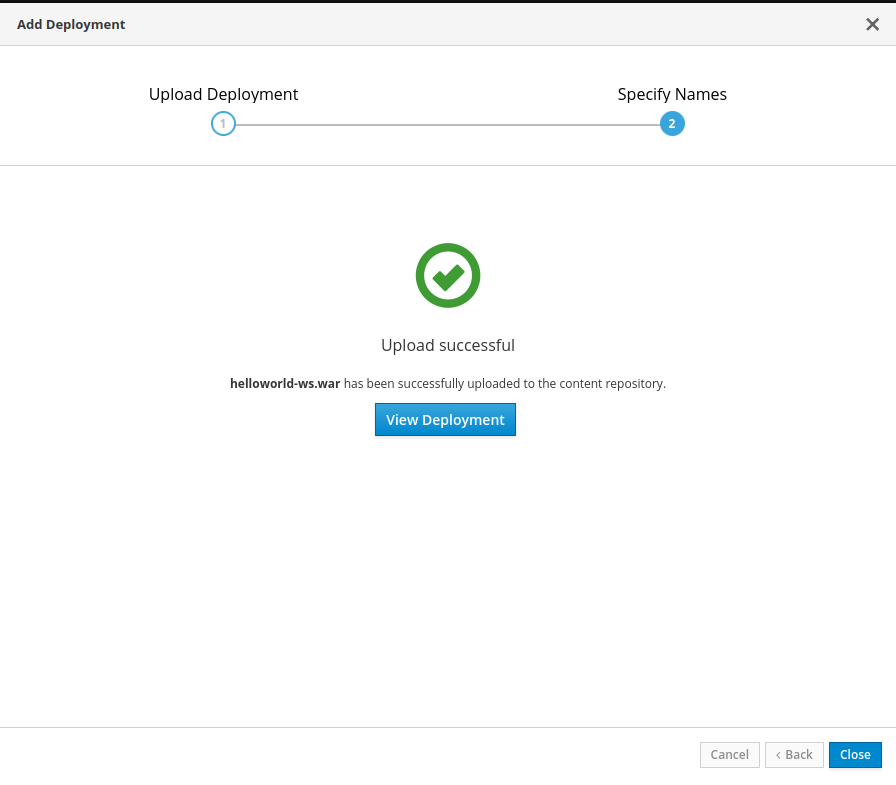 Add Deployment
Upload Deployment
Specify Names
1
2
Upload successful
helloworld-ws.war has been successfully uploaded to the content repository.
View Deployment
Cancel
Back
Close